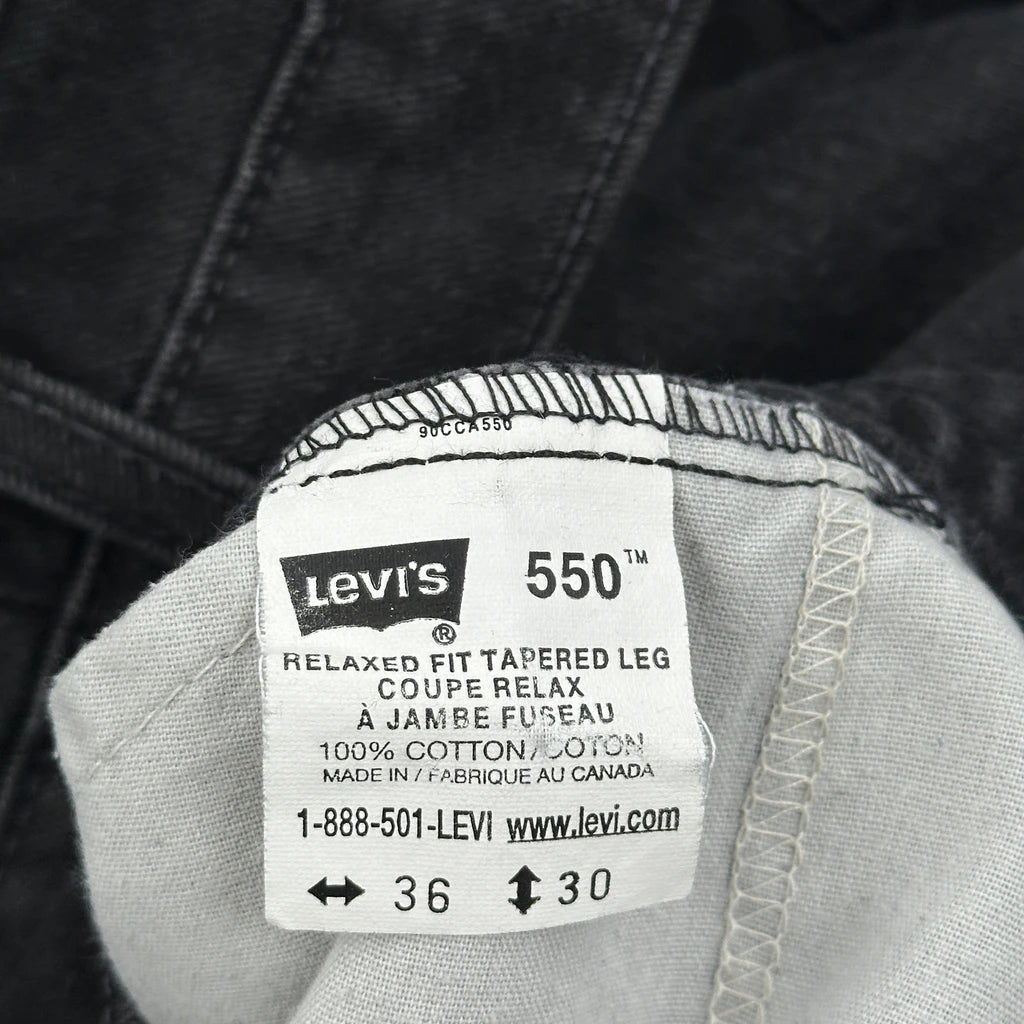 90CCA550
Levi's ® 550™
RELAXED FIT TAPERED LEG
COUPE RELAX
À JAMBE FUSEAU
100% COTTON/COTON
MADE IN / FABRIQUE AU CANADA
1-888-501-LEVI www.levi.com
↔ 36 ↕ 30